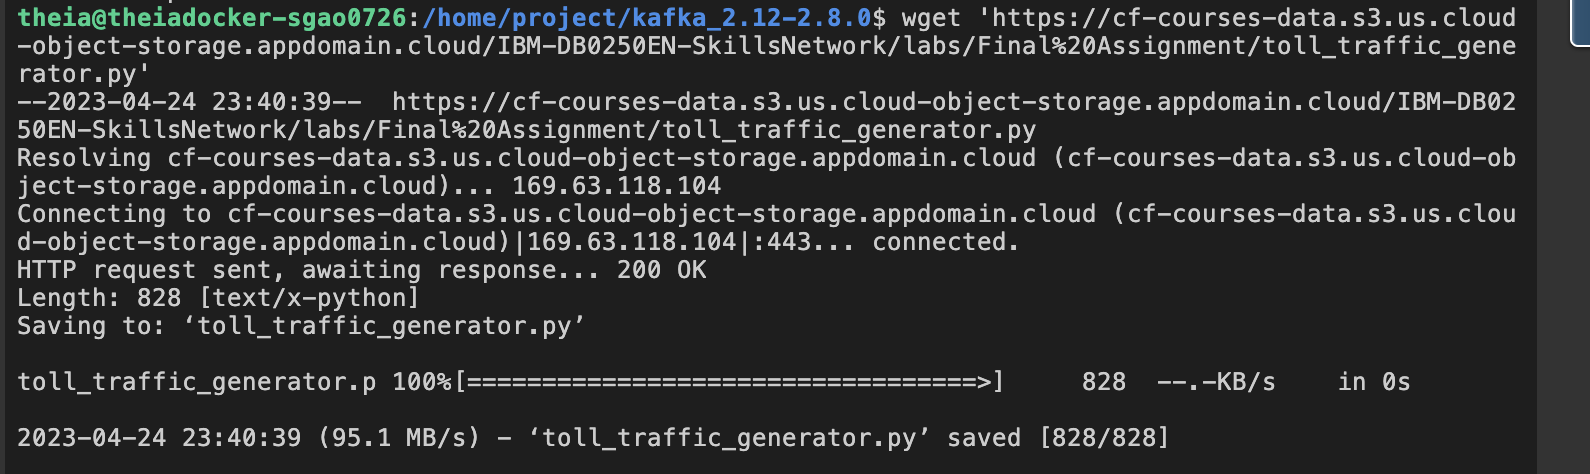 theia@theiadocker-sgao0726:/home/project/kafka_2.12-2.8.0$ wget 'https://cf-courses-data.s3.us.cloud
-object-storage.appdomain.cloud/IBM-DB0250EN-SkillsNetwork/labs/Final%20Assignment/toll_traffic_gene
rator.py'
--2023-04-24 23:40:39--  https://cf-courses-data.s3.us.cloud-object-storage.appdomain.cloud/IBM-DB02
50EN-SkillsNetwork/labs/Final%20Assignment/toll_traffic_generator.py
Resolving cf-courses-data.s3.us.cloud-object-storage.appdomain.cloud (cf-courses-data.s3.us.cloud-ob
ject-storage.appdomain.cloud)... 169.63.118.104
Connecting to cf-courses-data.s3.us.cloud-object-storage.appdomain.cloud (cf-courses-data.s3.us.clou
d-object-storage.appdomain.cloud)|169.63.118.104|:443... connected.
HTTP request sent, awaiting response... 200 OK
Length: 828 [text/x-python]
Saving to: ‘toll_traffic_generator.py’
toll_traffic_generator.p 100%[==================================>]     828  --.-KB/s    in 0s
2023-04-24 23:40:39 (95.1 MB/s) - ‘toll_traffic_generator.py’ saved [828/828]